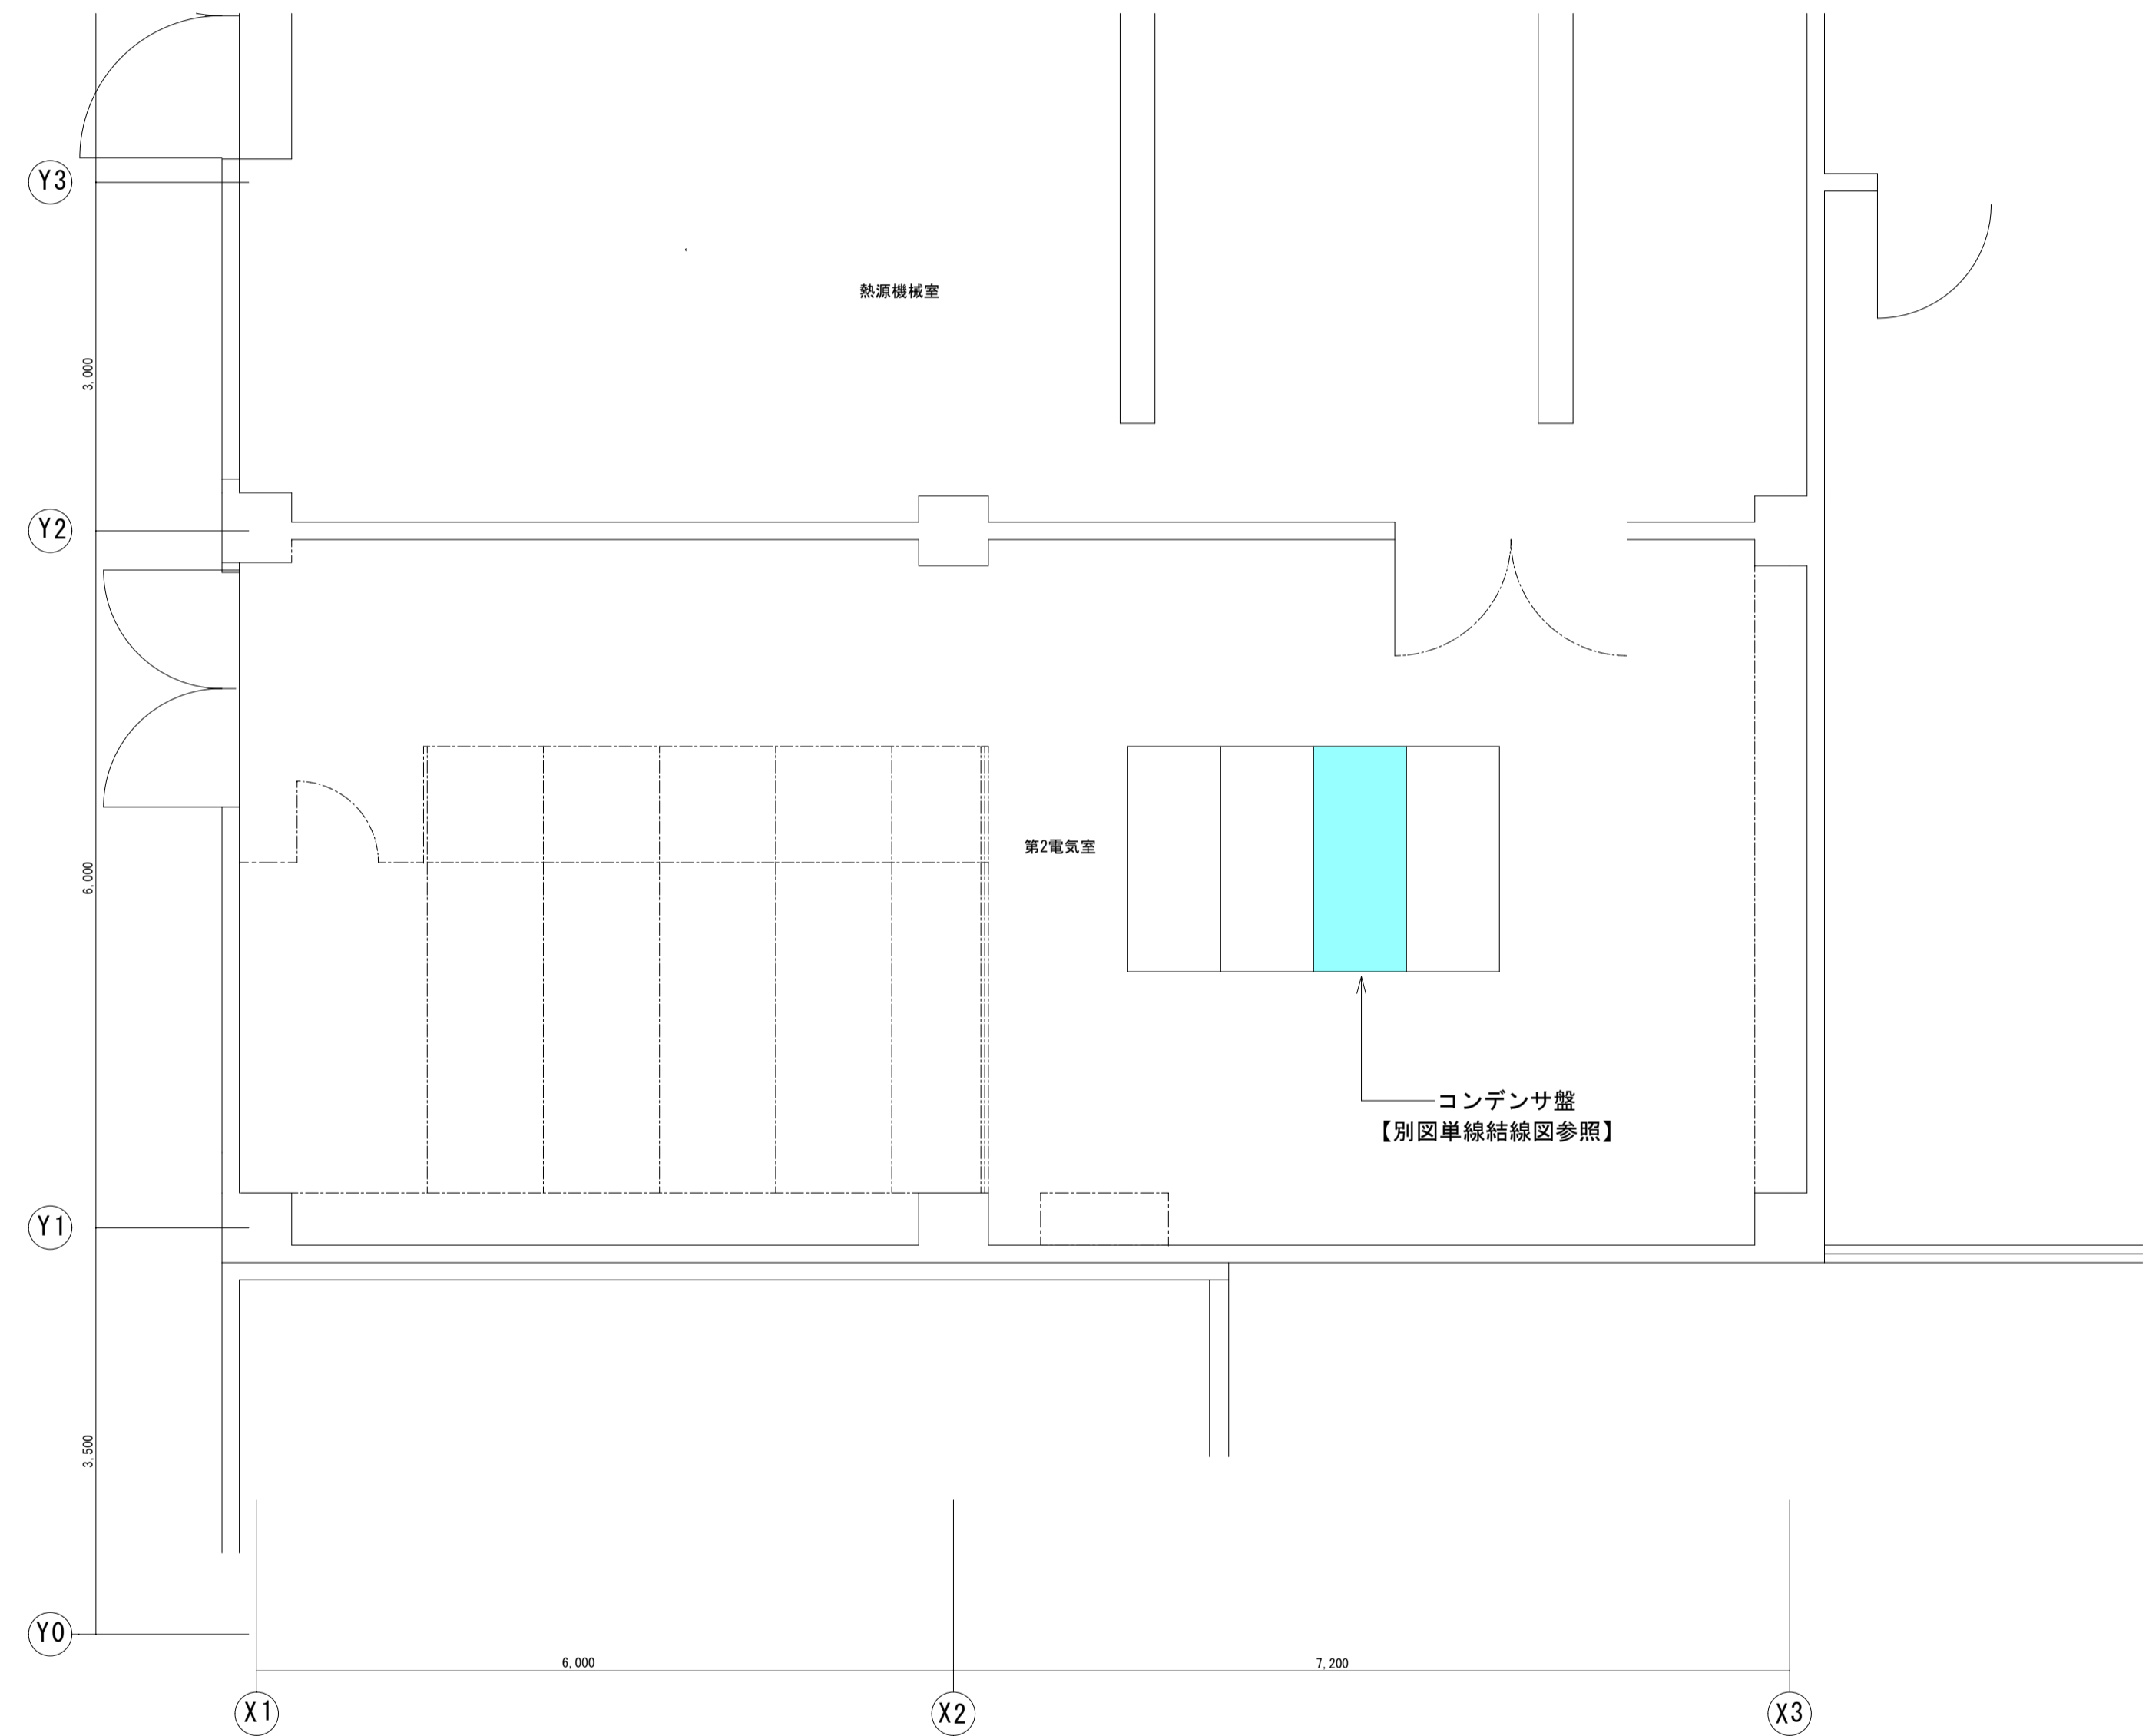 Y3
熱源機械室
3,000
Y2
第2電気室
6,000
コンデンサ盤
【別図単線結線図参照】
Y1
3,500
Y0
6,000
7,200
X1
X2
X3